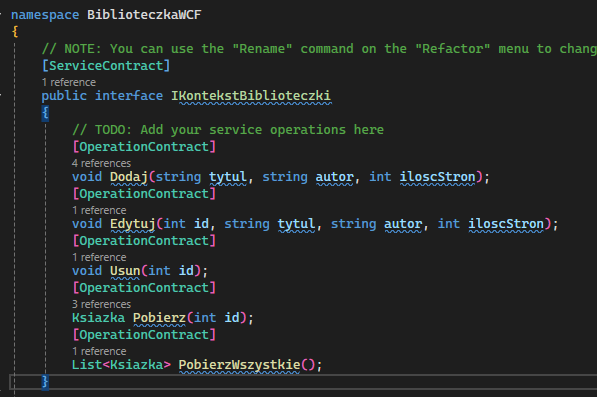 namespace BiblioteczkaWCF
{
// NOTE: You can use the "Rename" command on the "Refactor" menu to chang
[ServiceContract]
1 reference
public interface IKontekstBiblioteczki
{
// TODO: Add your service operations here
[OperationContract]
4 references
void Dodaj(string tytul, string autor, int iloscStron);
[OperationContract]
1 reference
void Edytuj(int id, string tytul, string autor, int iloscStron);
[OperationContract]
1 reference
void Usun(int id);
[OperationContract]
3 references
Ksiazka Pobierz(int id);
[OperationContract]
1 reference
List<Ksiazka> PobierzWszystkie();
}